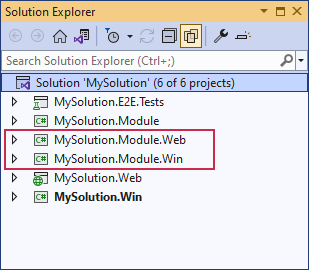 Solution Explorer
Search Solution Explorer (Ctrl+;)
Solution 'MySolution' (6 of 6 projects)
MySolution.E2E.Tests
C# MySolution.Module
C# MySolution.Module.Web
C# MySolution.Module.Win
MySolution.Web
C# MySolution.Win